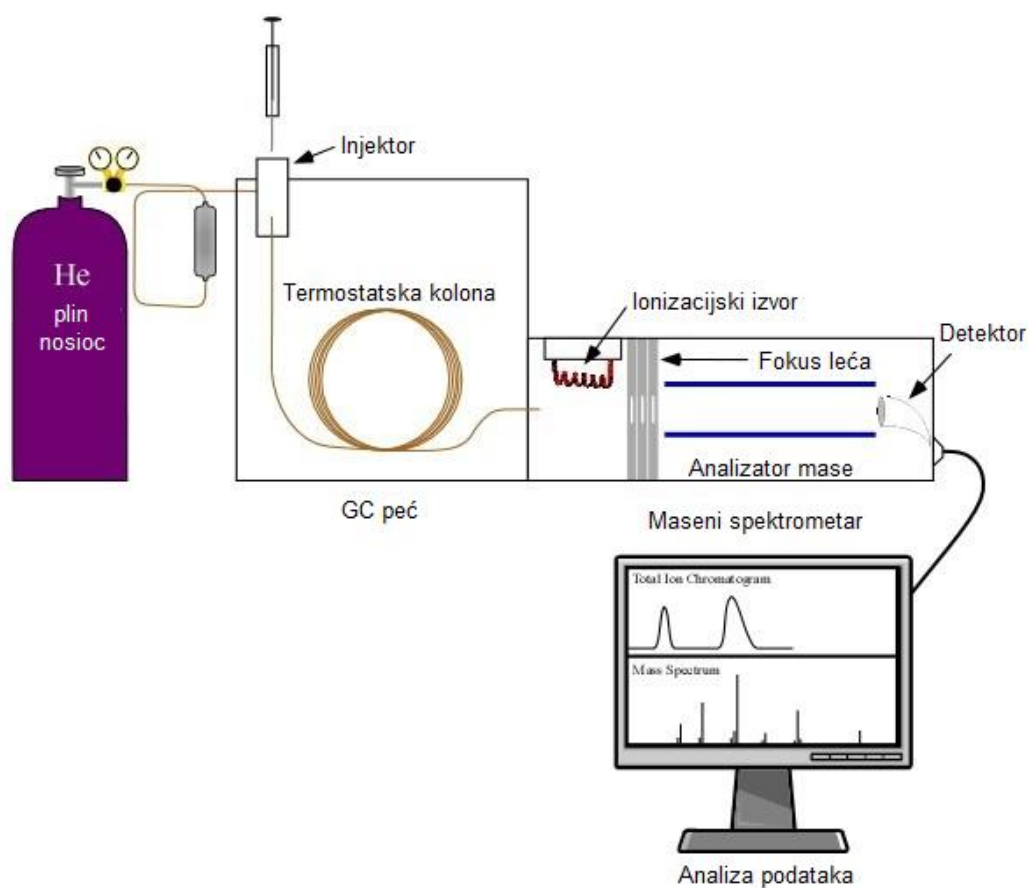 Injektor
He
plin
nosioc
Termostatska kolona
Ionizacijski izvor
Detektor
Fokus leća
Analizator mase
GC peć
Maseni spektrometar
Total Ion Chromatogram
Mass Spectrum
Analiza podataka